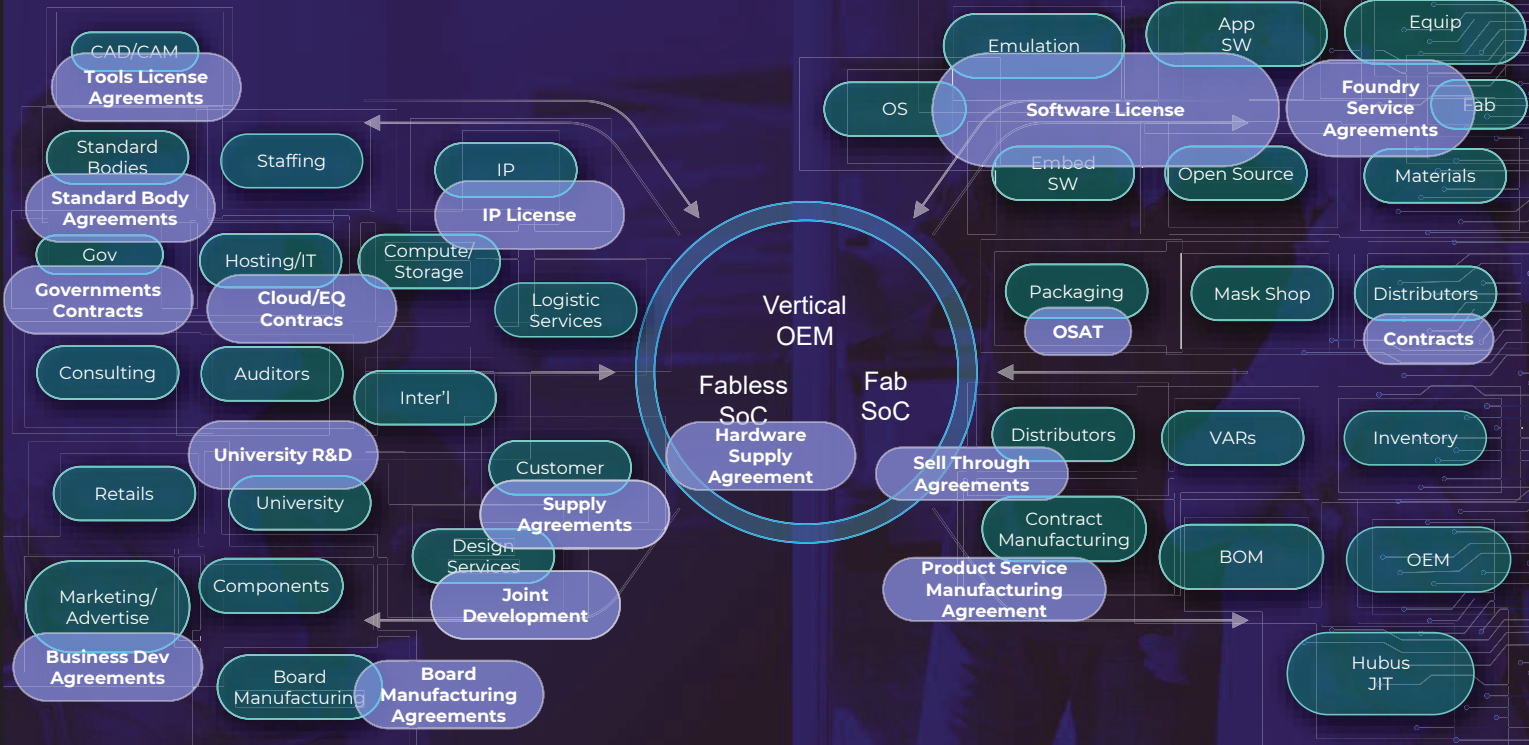 CAD/CAM
Tools License
Agreements
Standard
Bodies
Standard Body
Agreements
Staffing
IP
IP License
Gov
Governments
Contracts
Hosting/IT
Cloud/EQ
Contracs
Compute/
Storage
Logistic
Services
Consulting
Auditors
Inter’l
University R&D
University
Retails
Customer
Supply
Agreements
Design
Services
Joint
Development
Components
Marketing/
Advertise
Business Dev
Agreements
Board
Manufacturing
Board
Manufacturing
Agreements
Vertical
OEM
Fabless
SoC
Fab
SoC
Hardware
Supply
Agreement
Emulation
App
SW
Equip
OS
Software License
Foundry
Service
Agreements
Fab
Embed
SW
Open Source
Materials
Packaging
OSAT
Mask Shop
Distributors
Contracts
Distributors
Sell Through
Agreements
VARs
Inventory
Contract
Manufacturing
Product Service
Manufacturing
Agreement
BOM
OEM
Hubus
JIT